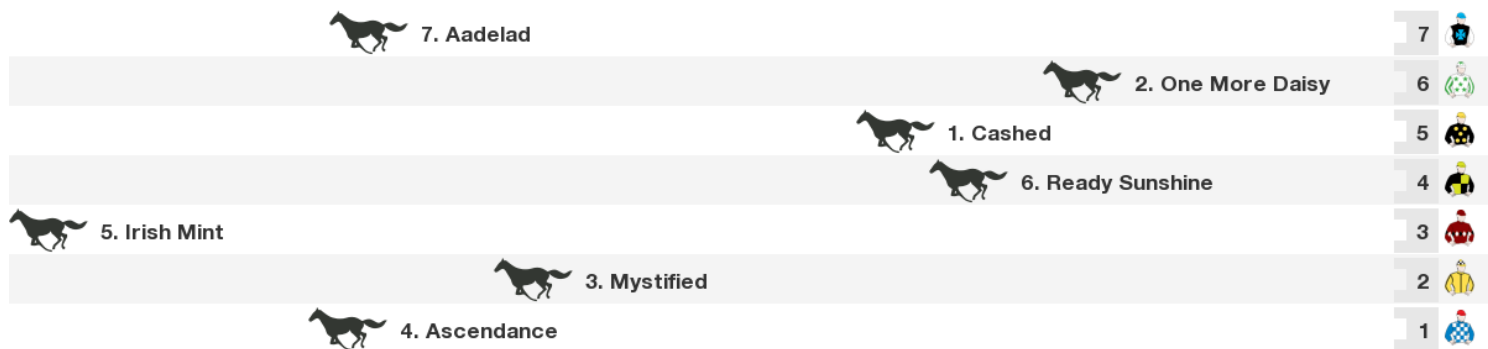 7. Aadelad 7
2. One More Daisy 6
1. Cashed 5
6. Ready Sunshine 4
5. Irish Mint 3
3. Mystified 2
4. Ascendance 1